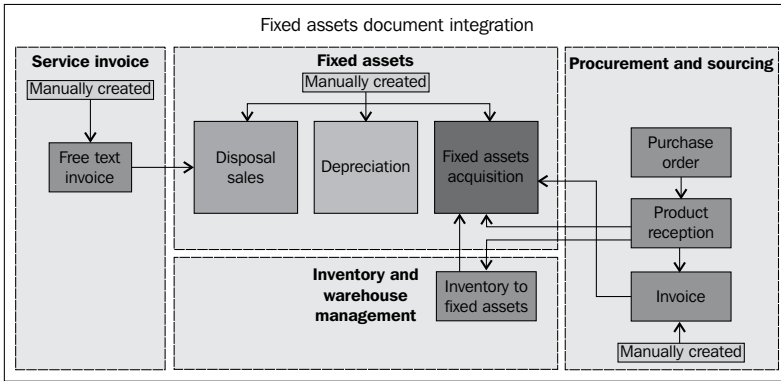 Fixed assets document integration
Service invoice
Manually created
Free text
invoice
Fixed assets
Manually created
Disposal
sales
Depreciation
Fixed assets
acquisition
Inventory and
warehouse
management
Inventory to
fixed assets
Procurement and sourcing
Purchase
order
Product
reception
Invoice
Manually created